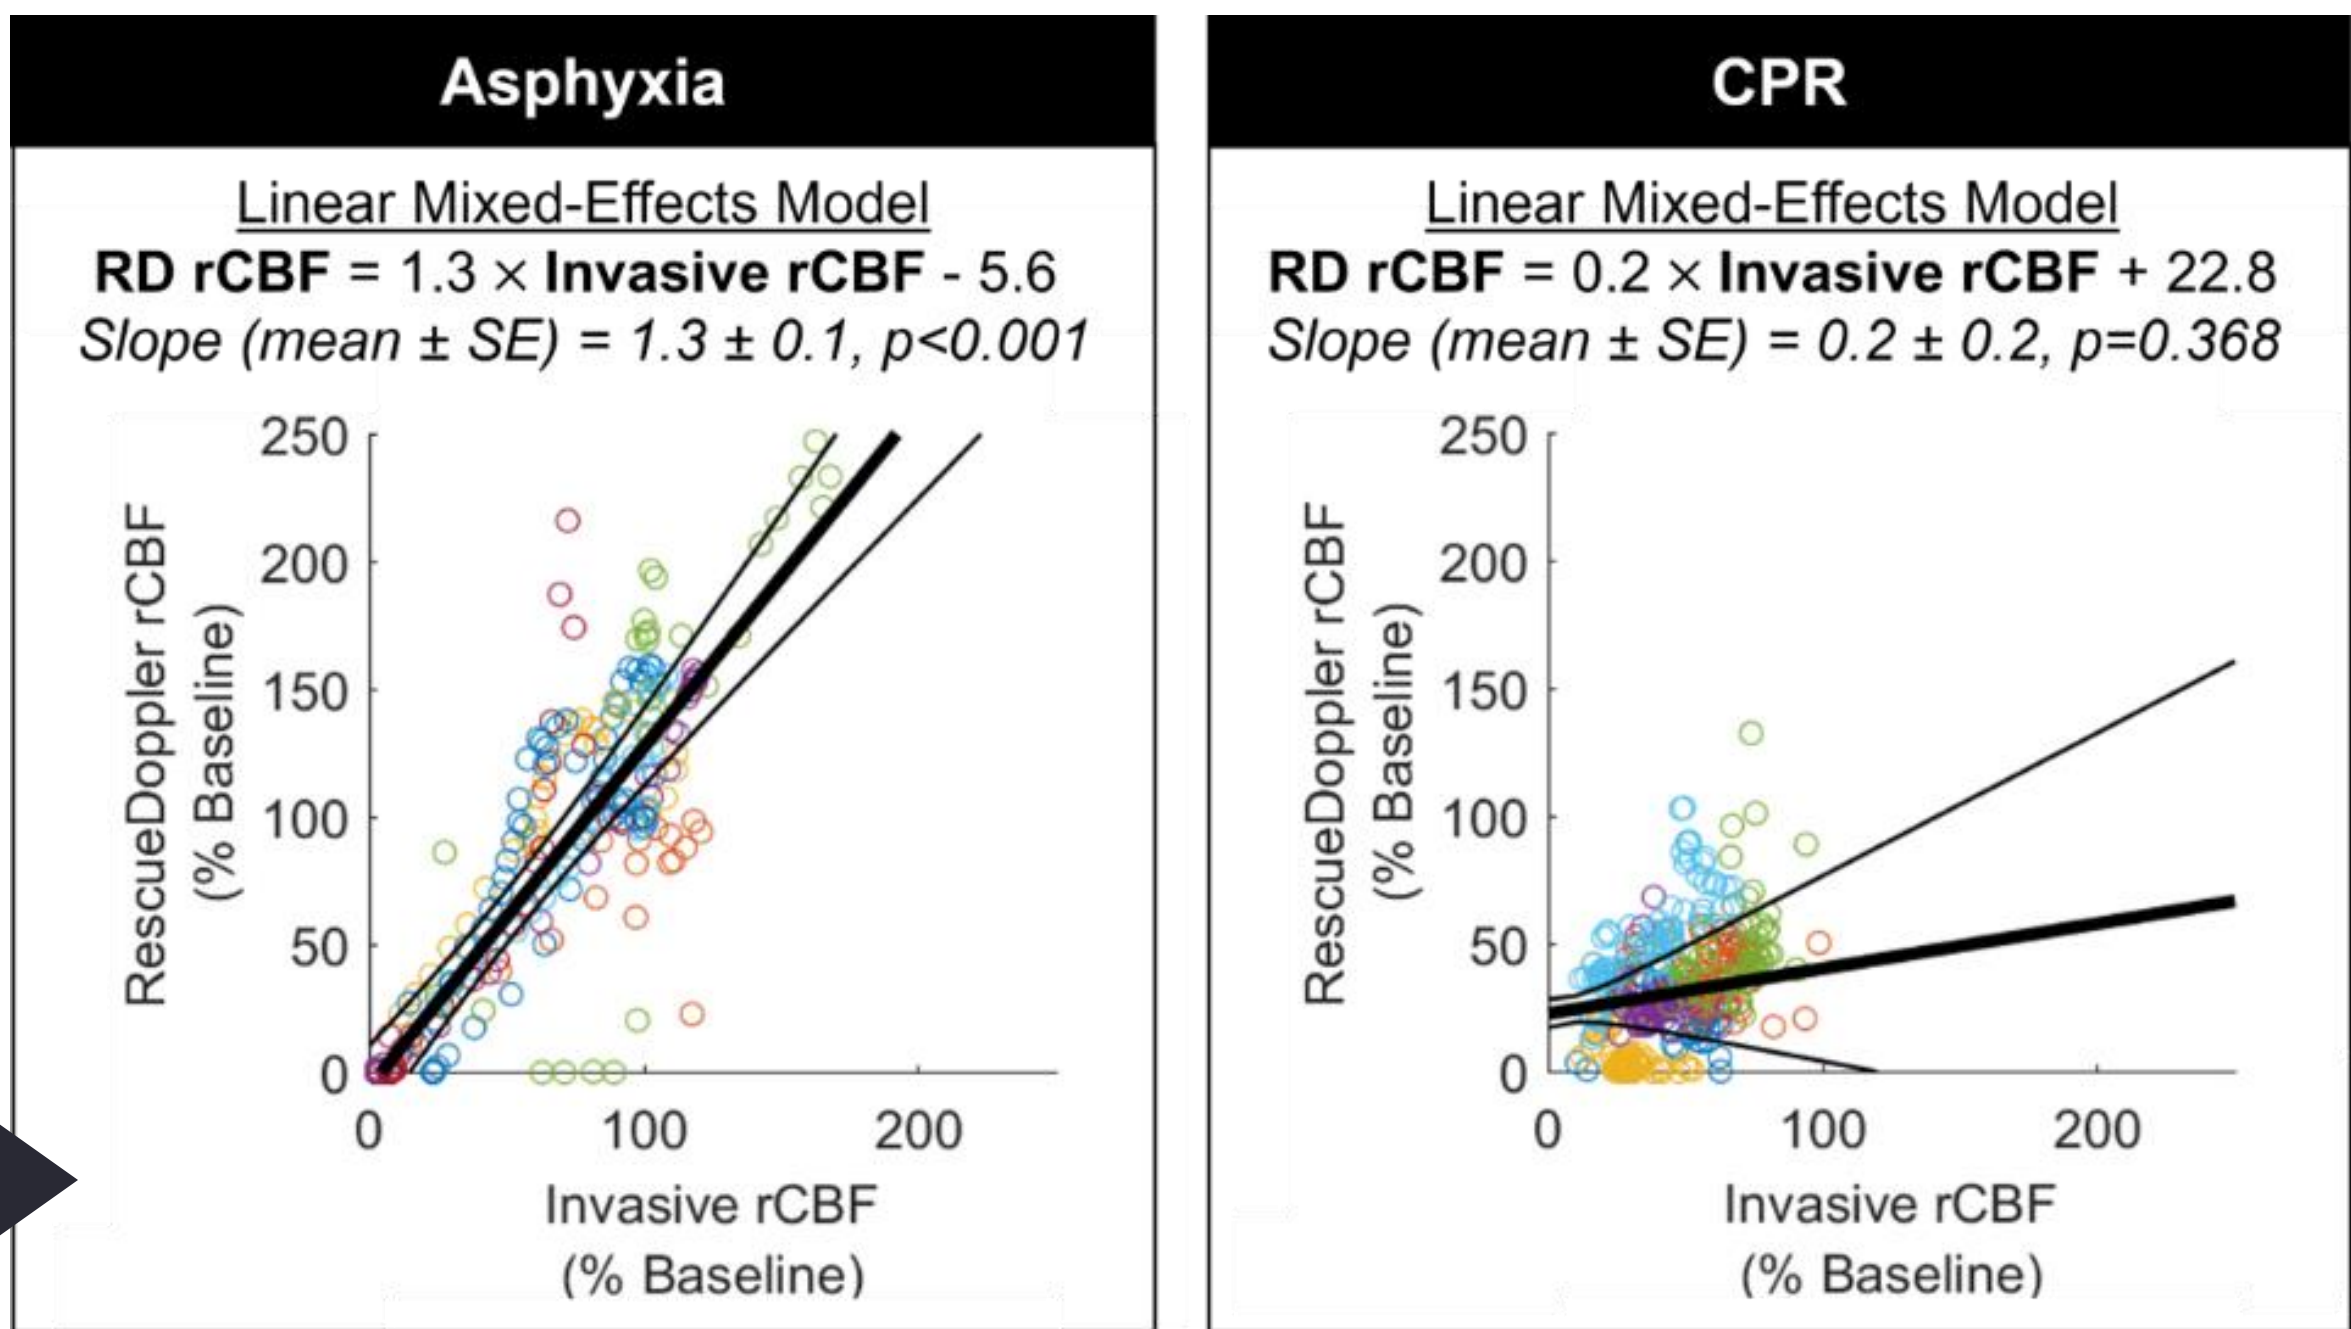 Asphyxia
Linear Mixed-Effects Model
RD rCBF = 1.3 × Invasive rCBF - 5.6
Slope (mean ± SE) = 1.3 ± 0.1, p<0.001
RescueDoppler rCBF
(% Baseline)
250
200
150
100
50
0
0 100 200
Invasive rCBF
(% Baseline)
CPR
Linear Mixed-Effects Model
RD rCBF = 0.2 × Invasive rCBF + 22.8
Slope (mean ± SE) = 0.2 ± 0.2, p=0.368
RescueDoppler rCBF
(% Baseline)
250
200
150
100
50
0
0 100 200
Invasive rCBF
(% Baseline)